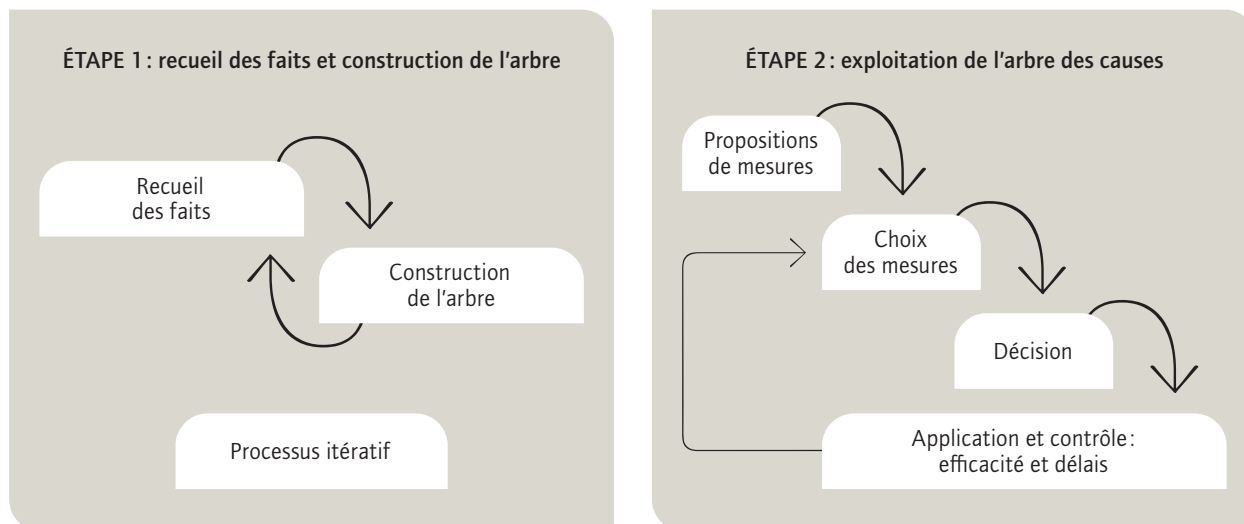 ÉTAPE 1 : recueil des faits et construction de l'arbre
Recueil
des faits
Construction
de l'arbre
Processus itératif
ÉTAPE 2 : exploitation de l'arbre des causes
Propositions
de mesures
Choix
des mesures
Décision
Application et contrôle :
efficacité et délais